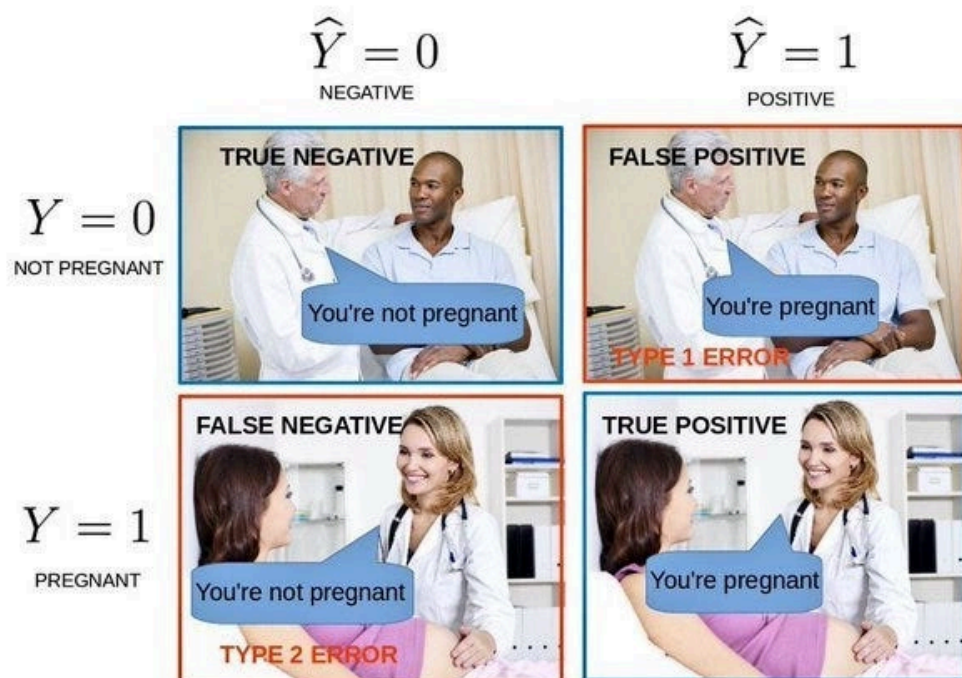 Ŷ = 0
NEGATIVE
Ŷ = 1
POSITIVE
Y = 0
NOT PREGNANT
TRUE NEGATIVE
You're not pregnant
FALSE POSITIVE
You're pregnant
TYPE 1 ERROR
Y = 1
PREGNANT
FALSE NEGATIVE
You're not pregnant
TYPE 2 ERROR
TRUE POSITIVE
You're pregnant